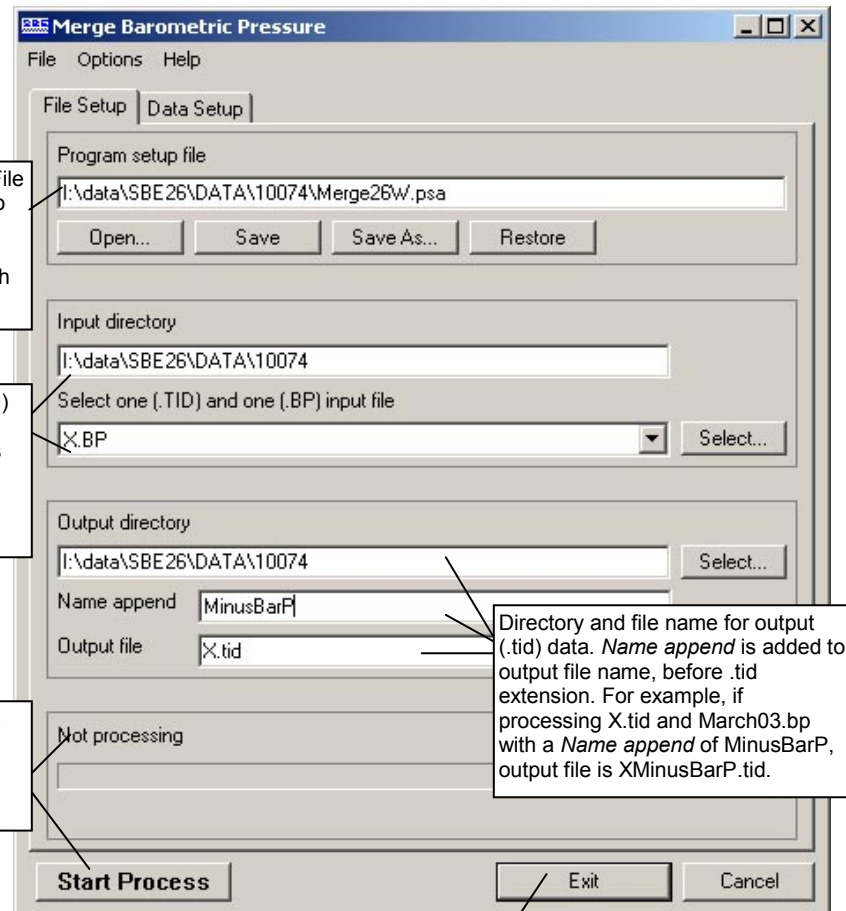 Merge Barometric Pressure
File Options Help
File Setup Data Setup
Program setup file
I:\data\SBE26\DATA\10074\Merge26W.psa
Open... Save Save As... Restore
Input directory
I:\data\SBE26\DATA\10074
Select one (.TID) and one (.BP) input file
X.BP
Select...
Output directory
I:\data\SBE26\DATA\10074
Select...
Name append MinusBarP
Output file X.tid
Directory and file name for output
(.tid) data. Name append is added to
output file name, before .tid
extension. For example, if
processing X.tid and March03.bp
with a Name append of MinusBarP,
output file is XMinusBarP.tid.
Not processing
Start Process Exit Cancel